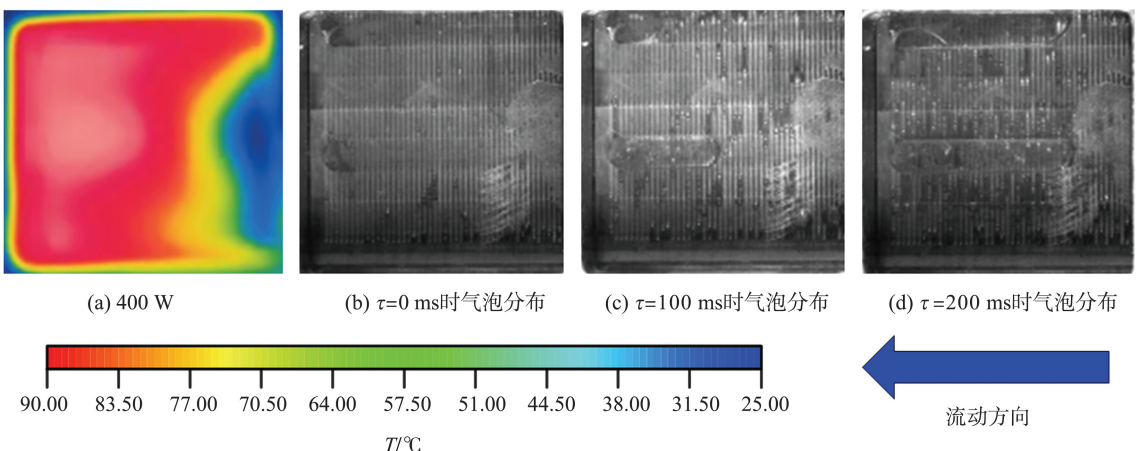 (a) 400 W
(b) τ=0 ms时气泡分布
(c) τ=100 ms时气泡分布
(d) τ=200 ms时气泡分布
90.00 83.50 77.00 70.50 64.00 57.50 51.00 44.50 38.00 31.50 25.00
T/℃
流动方向